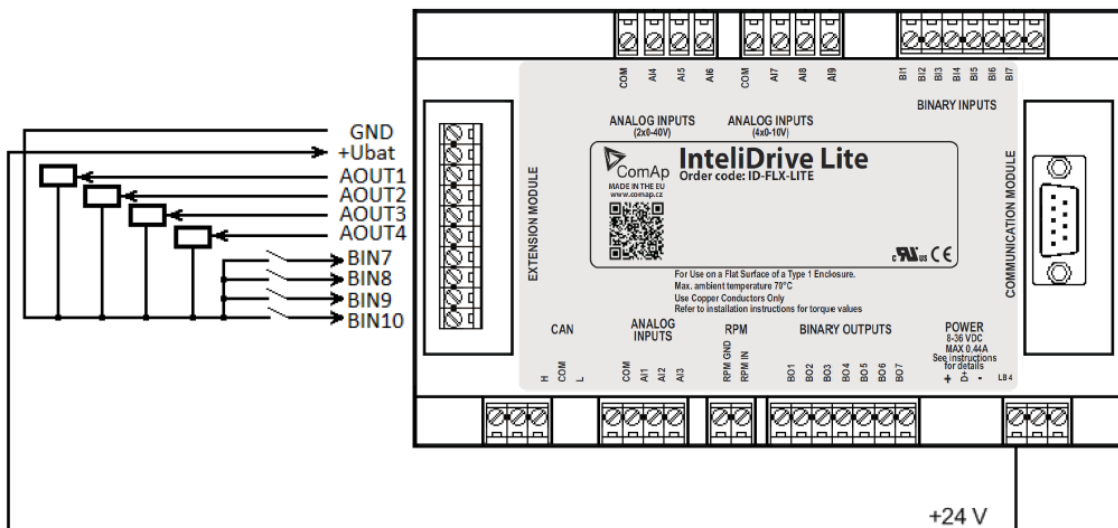 COM AI4 AI5 AI6
COM AI7 AI8 AI9
BI1 BI2 BI3 BI4 BI5 BI6 BI7
BINARY INPUTS
ANALOG INPUTS
(2x0-40V)
ANALOG INPUTS
(4x0-10V)
GND
+Ubat
AOUT1
AOUT2
AOUT3
AOUT4
BIN7
BIN8
BIN9
BIN10
EXTENSION MODULE
ComAp
MADE IN THE EU
www.comap.cz
InteliDrive Lite
Order code: ID-FLX-LITE
c RU us CE
COMMUNICATION MODULE
For Use on a Flat Surface of a Type 1 Enclosure.
Max. ambient temperature 70°C
Use Copper Conductors Only
Refer to installation instructions for torque values
CAN
H COM L
ANALOG
INPUTS
COM AI1 AI2 AI3
RPM
RPM GND RPM IN
BINARY OUTPUTS
BO1 BO2 BO3 BO4 BO5 BO6 BO7
POWER
8-36 VDC
MAX 0,44A
See instructions
for details
+ D+ - LB4
+24 V